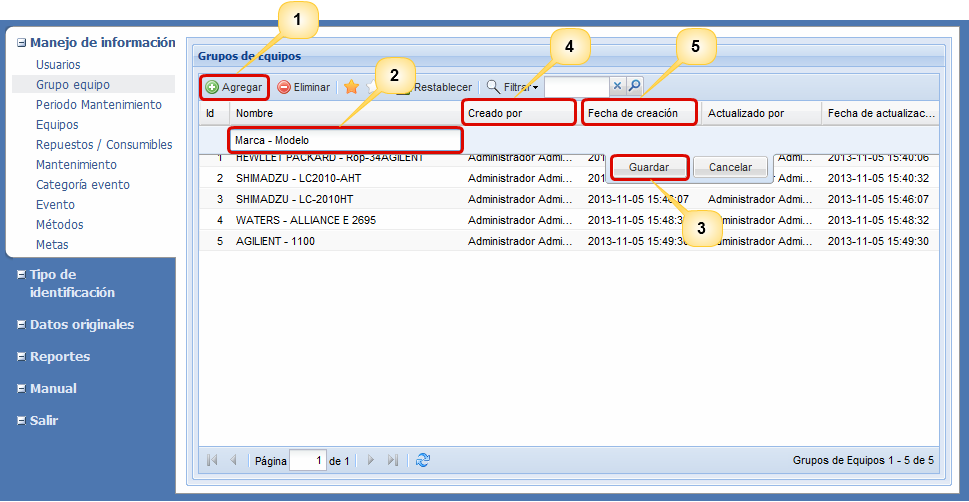 1
Manejo de información
Usuarios
Grupo equipo
Periodo Mantenimiento
Equipos
Repuestos / Consumibles
Mantenimiento
Categoría evento
Evento
Métodos
Metas
Tipo de
identificación
Datos originales
Reportes
Manual
Salir
Grupos de Equipos
4
5
2
Agregar Eliminar Restablecer Filtrar
Id Nombre Creado por Fecha de creación Actualizado por Fecha de actualizac...
Marca - Modelo
1 HEWLLET PACKARD - Rop-34AGILENT Administrador Admi... 201 Admi... 2013-11-05 15:40:06
Guardar Cancelar
2 SHIMADZU - LC2010-AHT Administrador Admi... 201 2013-11-05 15:40:32
3 SHIMADZU - LC-2010HT Administrador Admi... 2013-11-05 15:46:07 Administrador Admi... 2013-11-05 15:46:07
4 WATERS - ALLIANCE E 2695 Administrador Admi... 2013-11-05 15:48:3 ministrador Admi... 2013-11-05 15:48:32
3
5 AGILIENT - 1100 Administrador Admi... 2013-11-05 15:49:30 Administrador Admi... 2013-11-05 15:49:30
Página 1 de 1 Grupos de Equipos 1 - 5 de 5